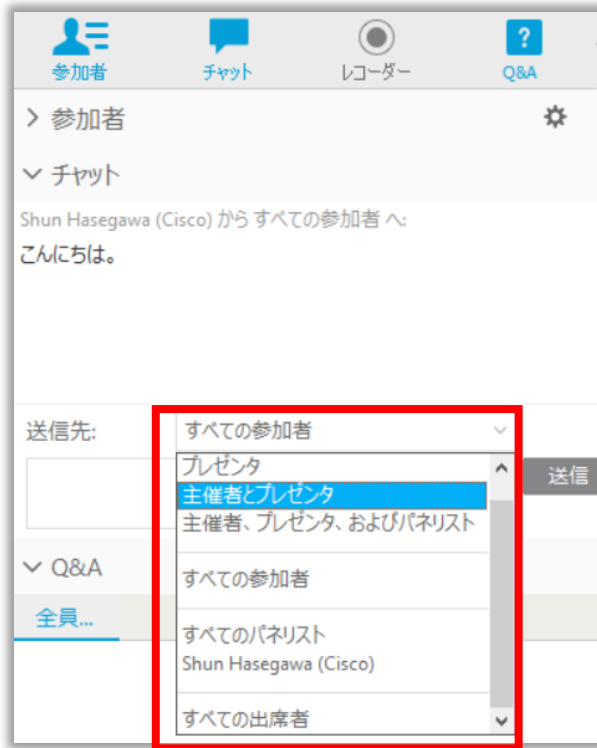 参加者
チャット
レコーダー
Q&A
参加者
チャット
Shun Hasegawa (Cisco) から すべての参加者 へ:
こんにちは。
送信先:
すべての参加者
プレゼンタ
主催者とプレゼンタ
主催者、プレゼンタ、およびパネリスト
すべての参加者
すべてのパネリスト
Shun Hasegawa (Cisco)
すべての出席者
送信
Q&A
全員...